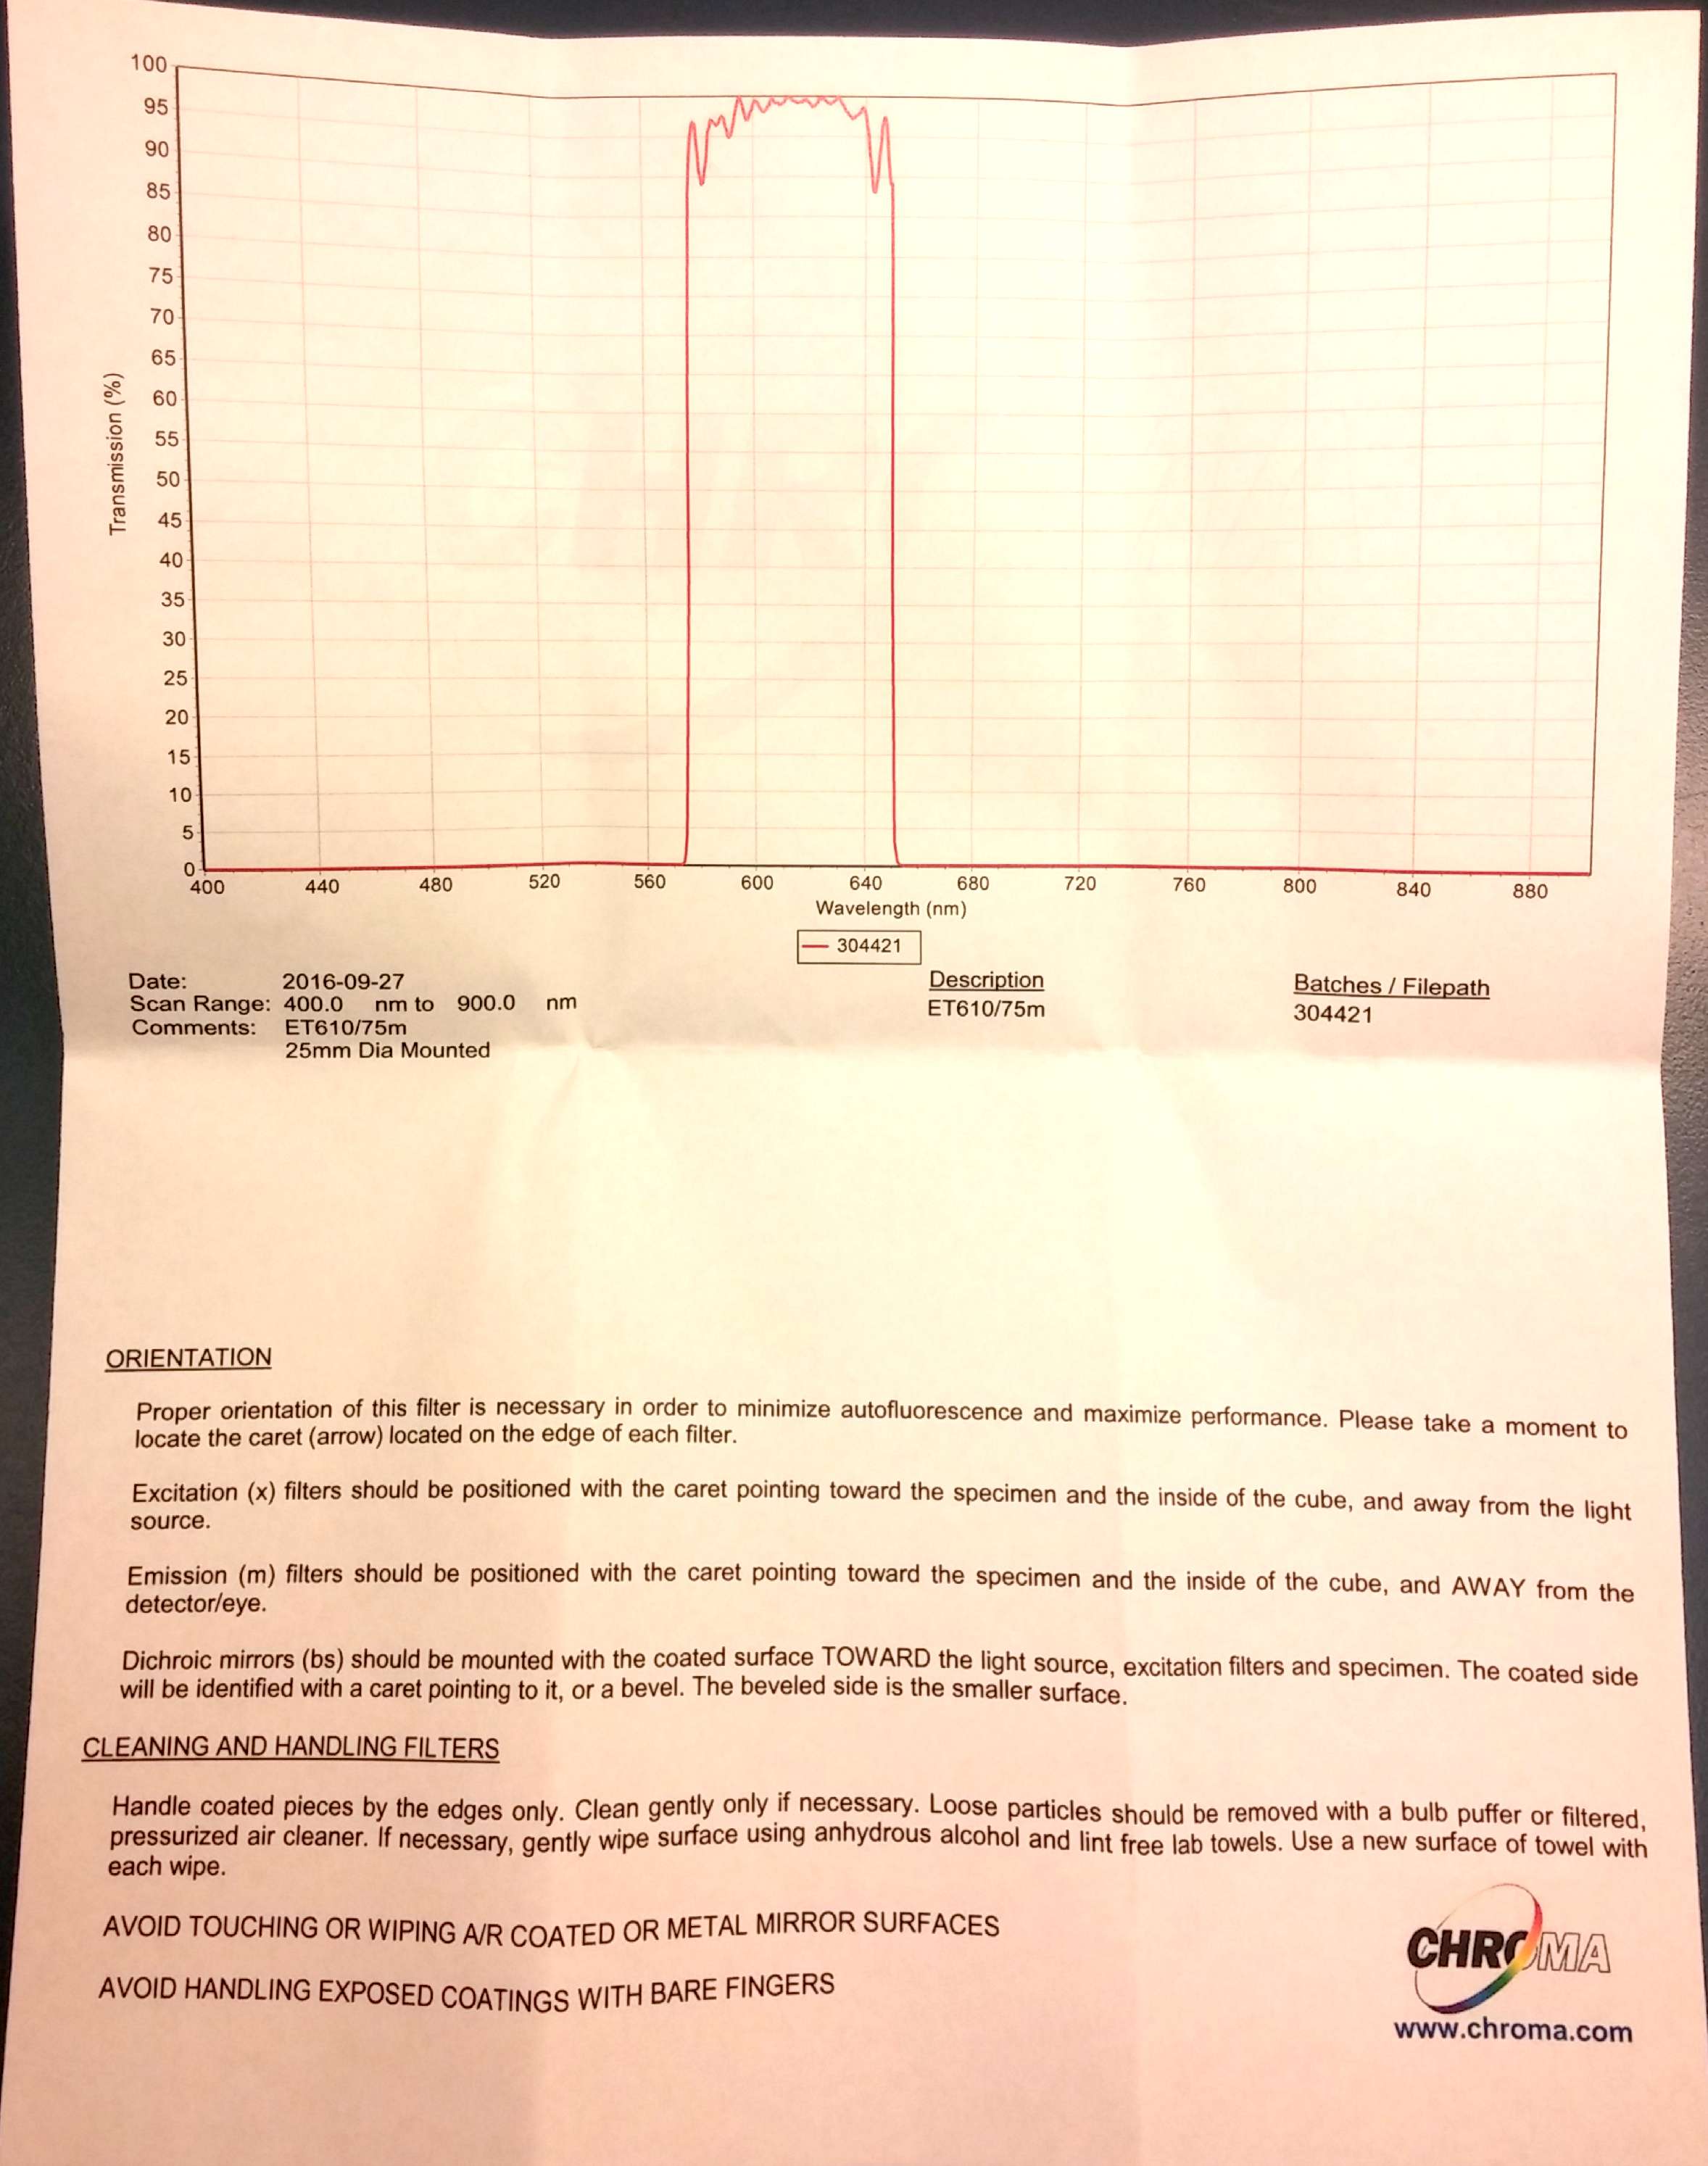 100
95
90
85
80
75
70
65
60
55
50
45
40
35
30
25
20
15
10
5
0
Transmission (%)
400 440 480 520 560 600 640 680 720 760 800 840 880
Wavelength (nm)
304421
Date: 2016-09-27
Scan Range: 400.0 nm to 900.0 nm
Comments: ET610/75m
25mm Dia Mounted
Description
ET610/75m
Batches / Filepath
304421
ORIENTATION
Proper orientation of this filter is necessary in order to minimize autofluorescence and maximize performance. Please take a moment to
locate the caret (arrow) located on the edge of each filter.
Excitation (x) filters should be positioned with the caret pointing toward the specimen and the inside of the cube, and away from the light
source.
Emission (m) filters should be positioned with the caret pointing toward the specimen and the inside of the cube, and AWAY from the
detector/eye.
Dichroic mirrors (bs) should be mounted with the coated surface TOWARD the light source, excitation filters and specimen. The coated side
will be identified with a caret pointing to it, or a bevel. The beveled side is the smaller surface.
CLEANING AND HANDLING FILTERS
Handle coated pieces by the edges only. Clean gently only if necessary. Loose particles should be removed with a bulb puffer or filtered,
pressurized air cleaner. If necessary, gently wipe surface using anhydrous alcohol and lint free lab towels. Use a new surface of towel with
each wipe.
AVOID TOUCHING OR WIPING A/R COATED OR METAL MIRROR SURFACES
AVOID HANDLING EXPOSED COATINGS WITH BARE FINGERS
CHROMA
www.chroma.com